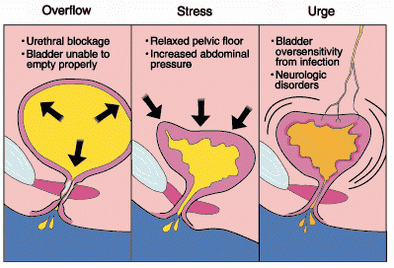 Overflow
• Urethral blockage
• Bladder unable to
empty properly
Stress
• Relaxed pelvic floor
• Increased abdominal
pressure
Urge
• Bladder
oversensitivity
from infection
• Neurologic
disorders